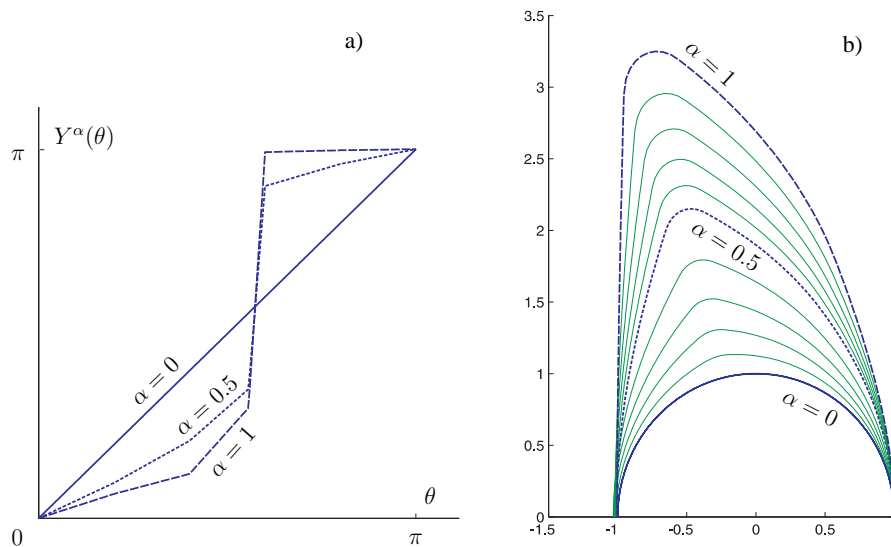 a)
Y^α(θ)
π
α = 0
α = 0.5
α = 1
θ
0
π
b)
3.5
3
2.5
2
1.5
1
0.5
0
α = 1
α = 0.5
α = 0
-1.5
-1
-0.5
0
0.5